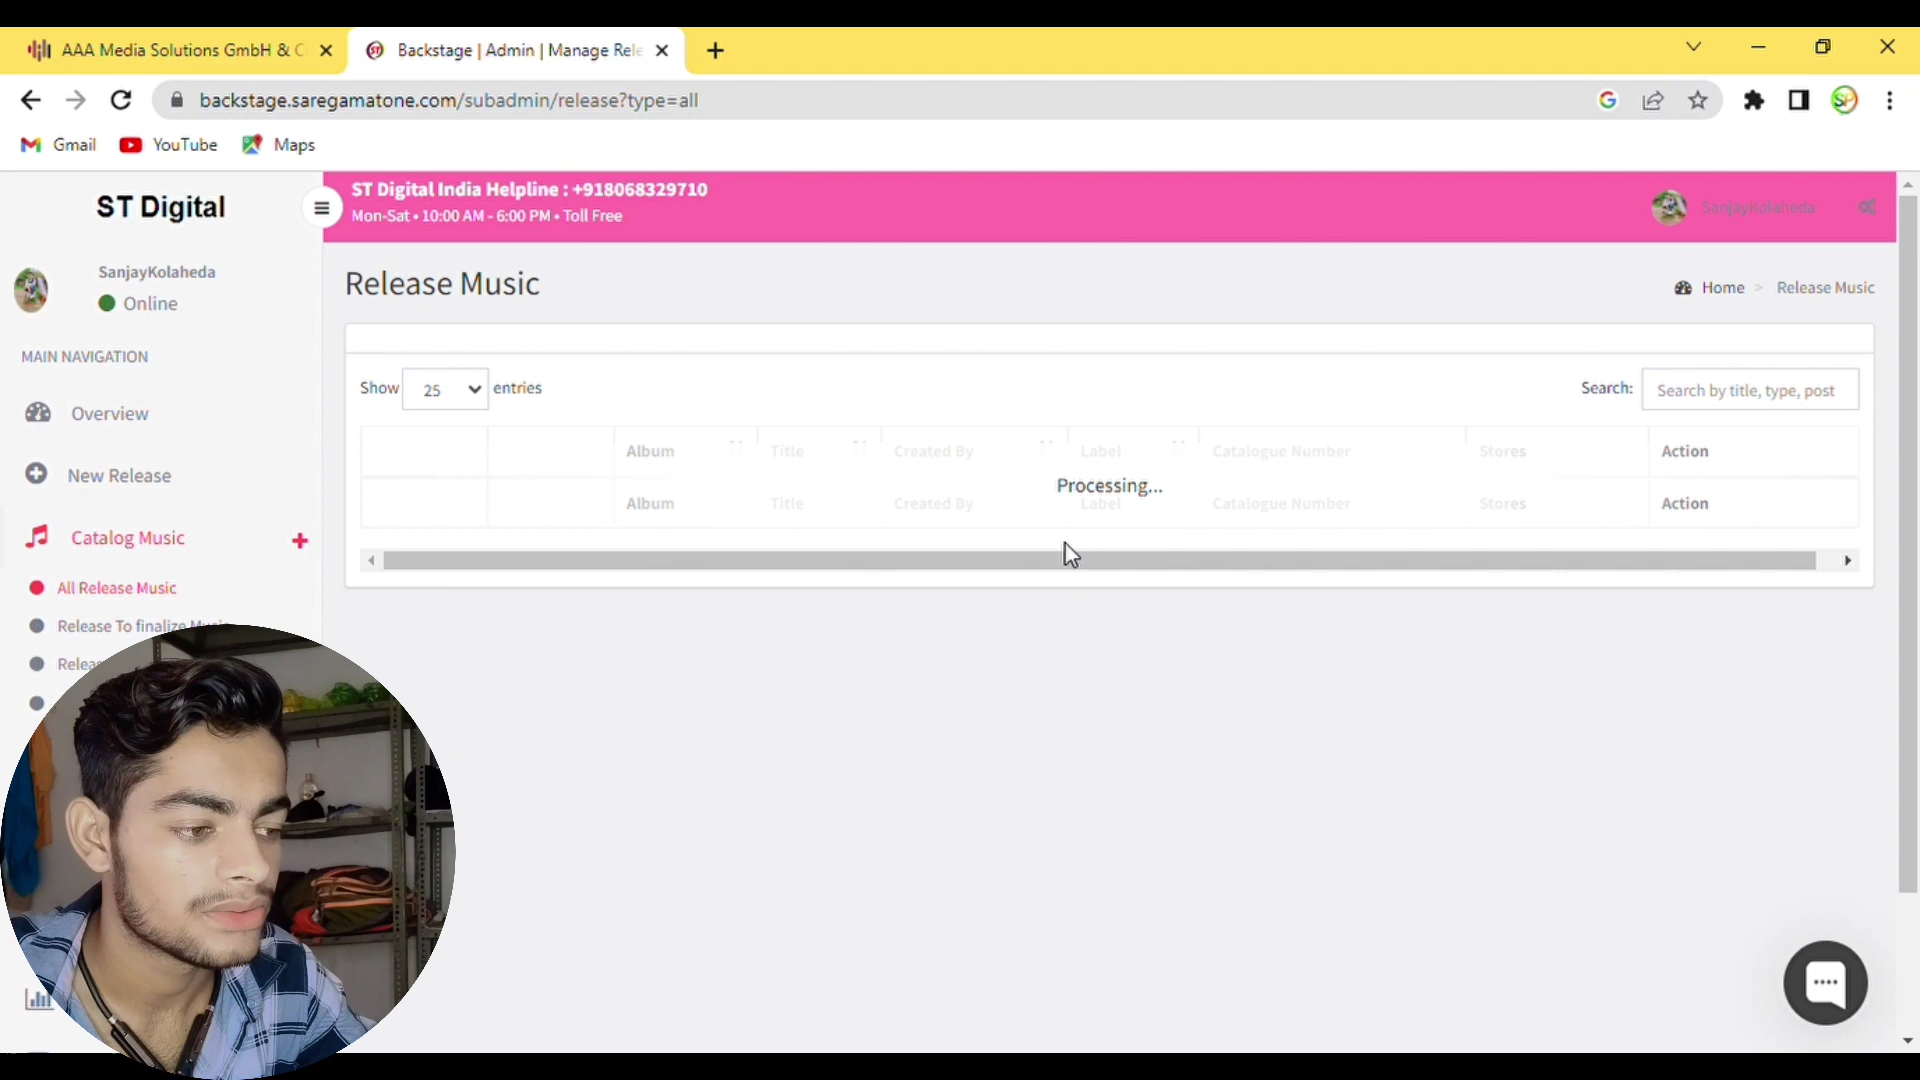 AAA Media Solutions GmbH &
Backstage | Admin | Manage Rele
backstage.saregamatone.com/subadmin/release?type=all
SP
Gmail
YouTube
Maps
ST Digital
ST Digital India Helpline : +918068329710
Mon-Sat • 10:00 AM - 6:00 PM • Toll Free
SanjayKolaheda
SanjayKolaheda
Online
Release Music
Home > Release Music
MAIN NAVIGATION
Overview
New Release
Catalog Music
All Release Music
Release To finalize Music
Show 25 entries
Search: Search by title, type, post
Album Title Created By Label Catalogue Number Stores Action
Processing...
Album Title Created By Label Catalogue Number Stores Action